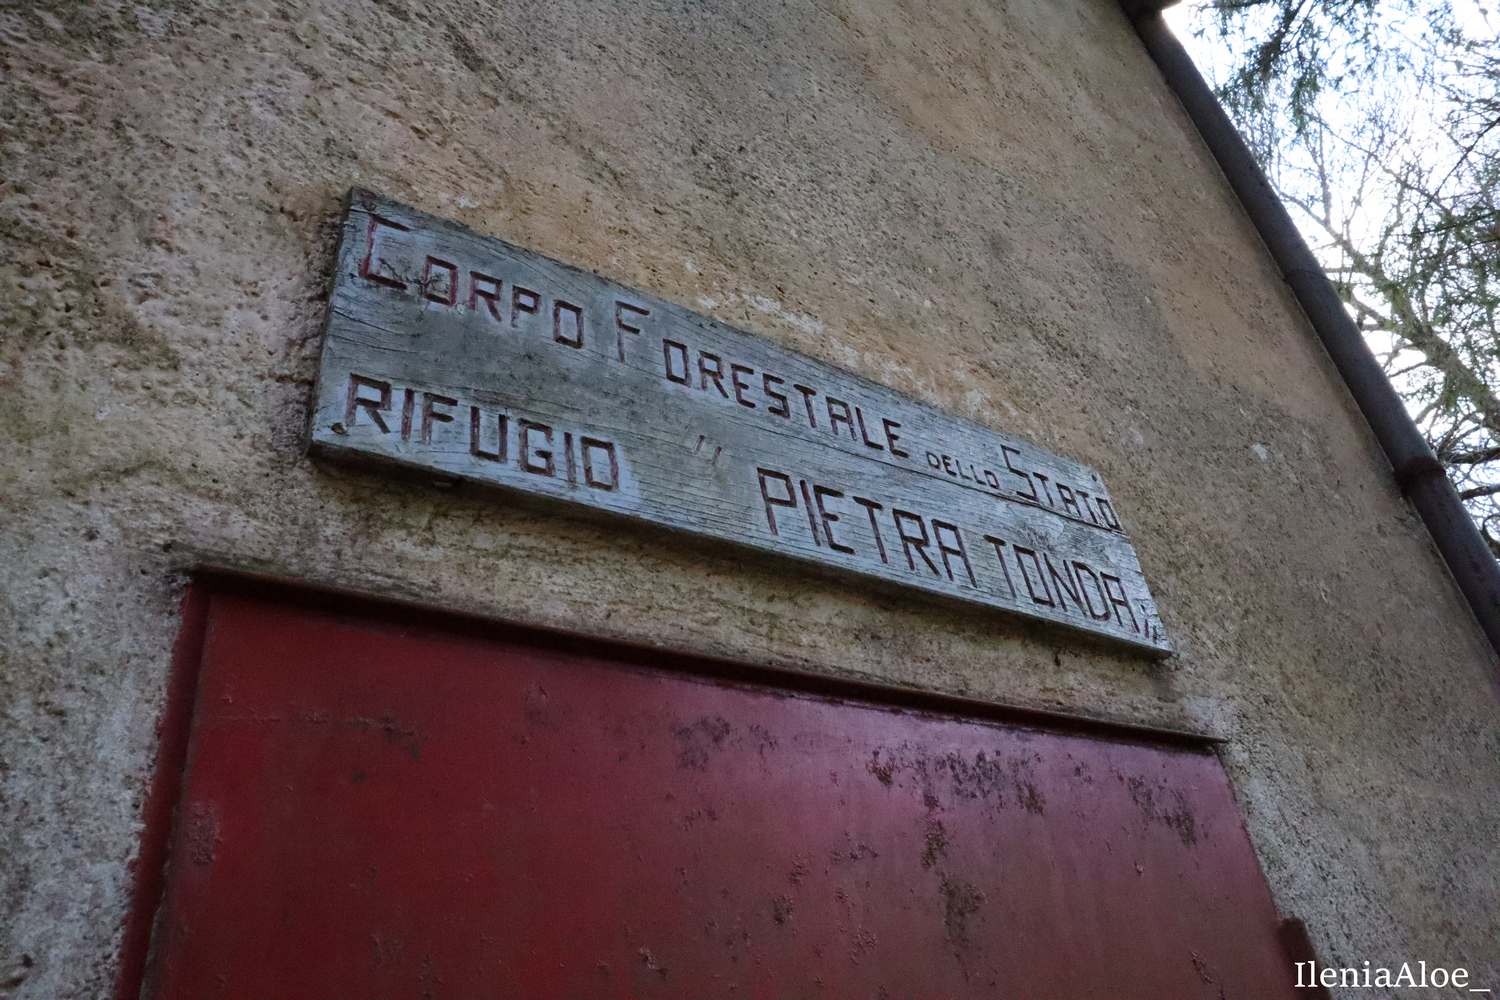 CORPO FORESTALE DELLO STATO
RIFUGIO "PIETRA TONDA"
IleniaAloe_